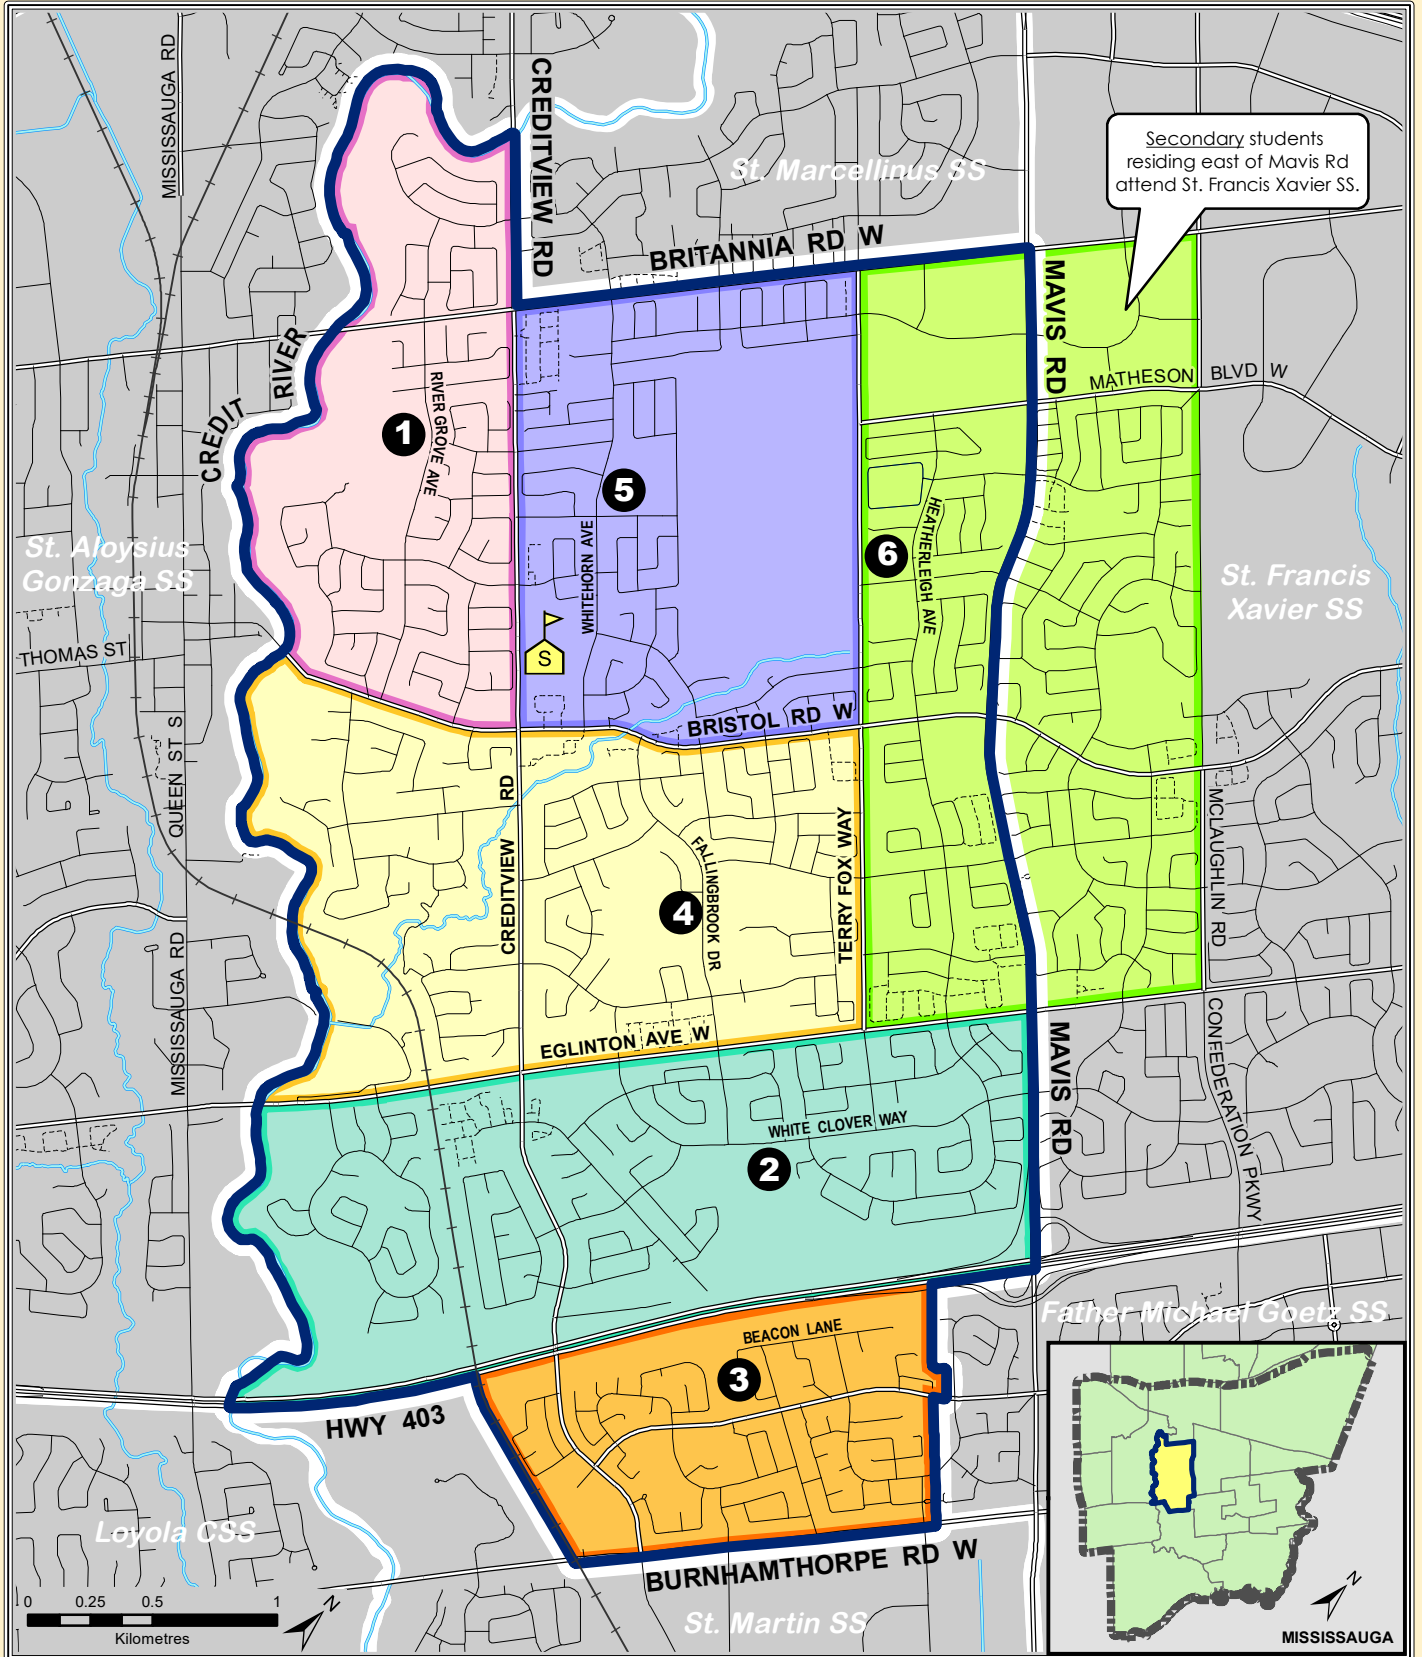 MISSISSAUGA RD
CREDITVIEW RD
St. Marcellinus SS
Secondary students
residing east of Mavis Rd
attend St. Francis Xavier SS.
BRITANNIA RD W
MAVIS RD
CREDIT RIVER
RIVER GROVE AVE
MATHESON BLVD W
1
5
6
HEATHERLEIGH AVE
WHITEHORN AVE
St. Aloysius
Gonzaga SS
St. Francis
Xavier SS
THOMAS ST
S
QUEEN ST S
BRISTOL RD W
CREDITVIEW RD
FALLINGBROOK DR
TERRY FOX WAY
MCLAUGHLIN RD
4
MISSISSAUGA RD
EGLINTON AVE W
CONFEDERATION PKWY
MAVIS RD
WHITE CLOVER WAY
2
Father Michael Goetz SS
BEACON LANE
3
HWY 403
Loyola CSS
BURNHAMTHORPE RD W
St. Martin SS
0 0.25 0.5 1
Kilometres
N
N
MISSISSAUGA